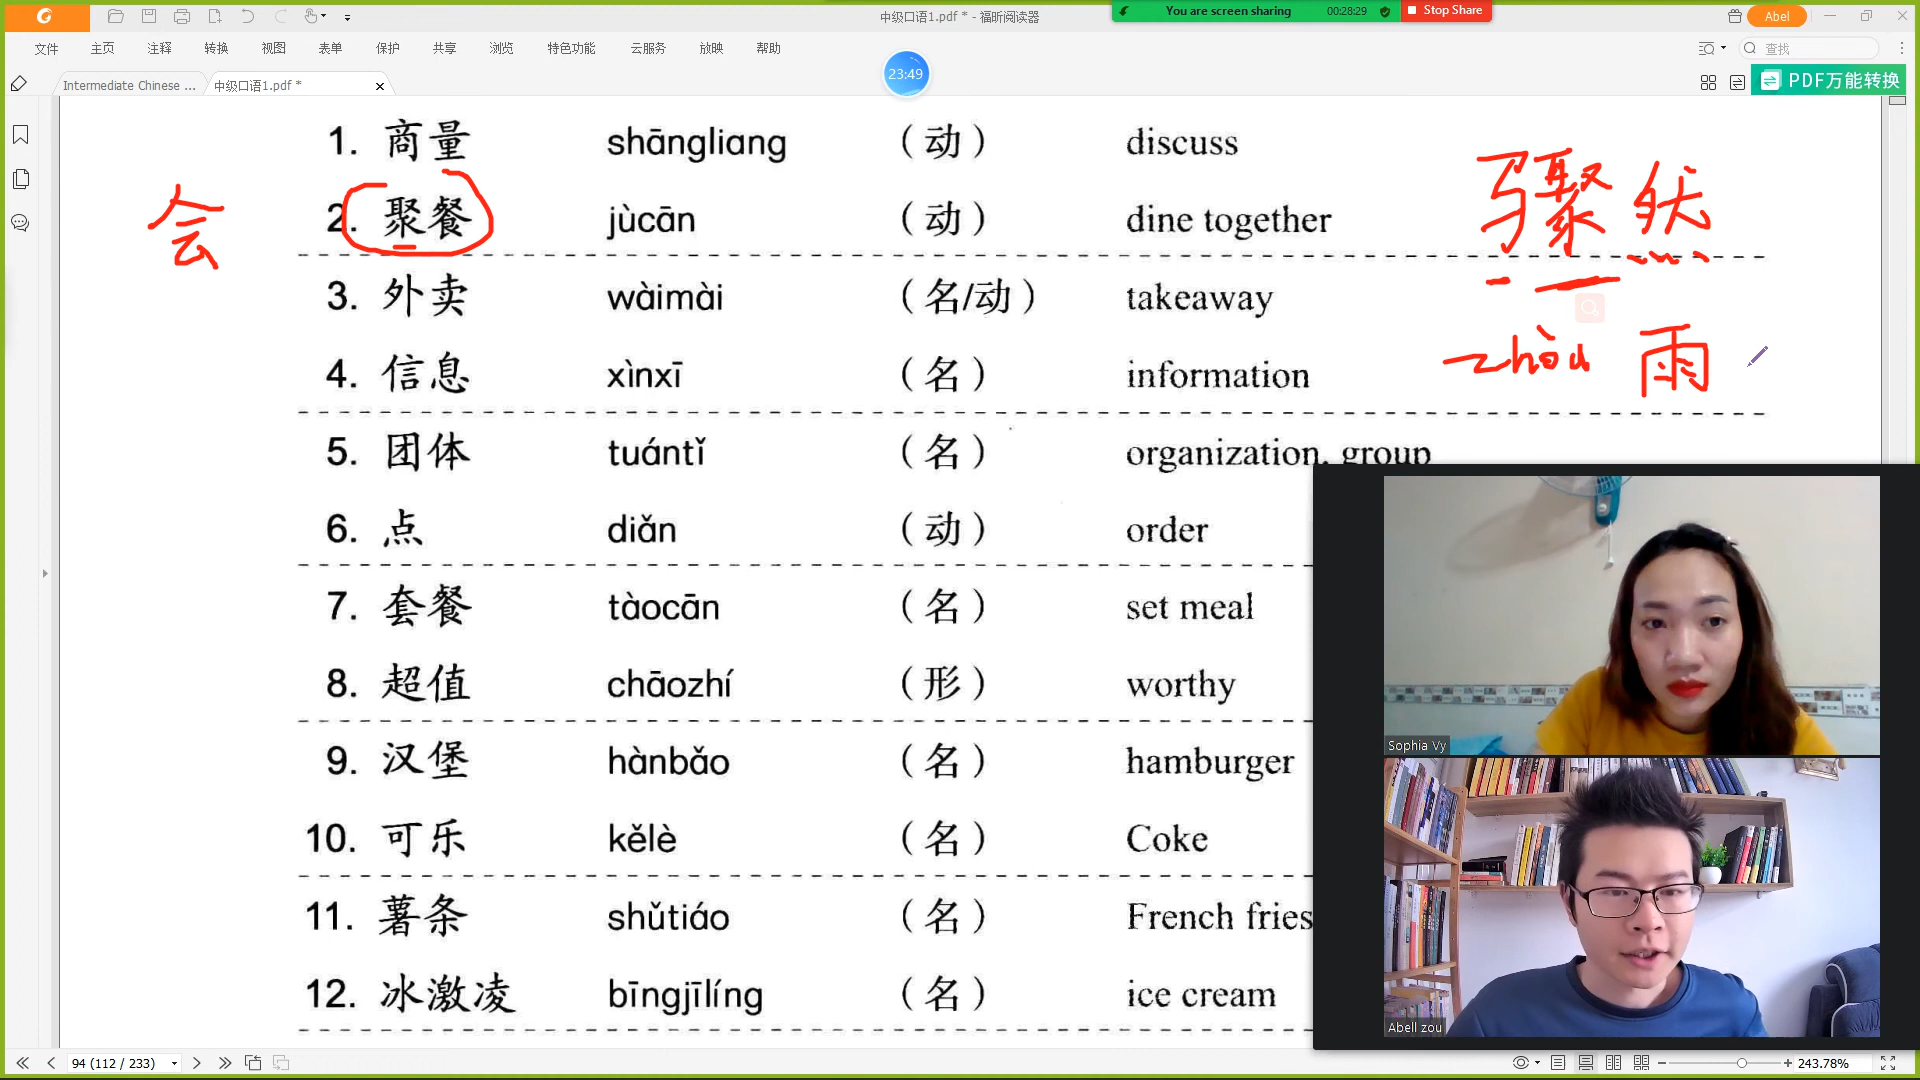 中级口语1.pdf * - 福昕阅读器
You are screen sharing 00:28:29 Stop Share
Abel
文件 主页 注释 转换 视图 表单 保护 共享 浏览 特色功能 云服务 放映 帮助
查找
23:49
Intermediate Chinese ... 中级口语1.pdf *
PDF万能转换
1. 商量 shāngliang （动） discuss
2. 聚餐 jùcān （动） dine together
3. 外卖 wàimài （名/动） takeaway
4. 信息 xìnxī （名） information
5. 团体 tuántǐ （名） organization, group
6. 点 diǎn （动） order
7. 套餐 tàocān （名） set meal
8. 超值 chāozhí （形） worthy
9. 汉堡 hànbǎo （名） hamburger
10. 可乐 kělè （名） Coke
11. 薯条 shǔtiáo （名） French fries
12. 冰激凌 bīngjīlíng （名） ice cream
会
骤然
zhòu 雨
Sophia Vy
Abell zou
94 (112 / 233)
243.78%